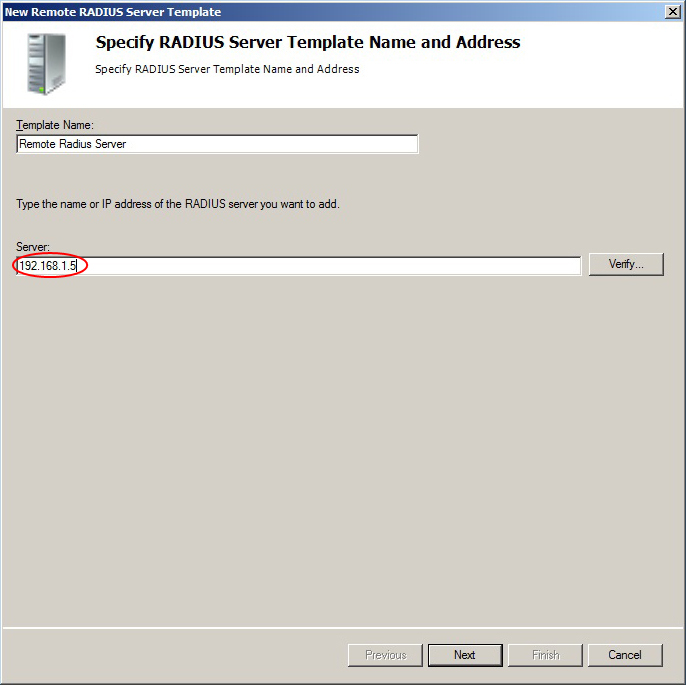 New Remote RADIUS Server Template
Specify RADIUS Server Template Name and Address
Specify RADIUS Server Template Name and Address
Template Name:
Remote Radius Server
Type the name or IP address of the RADIUS server you want to add.
Server:
192.168.1.5
Verify...
Previous
Next
Finish
Cancel